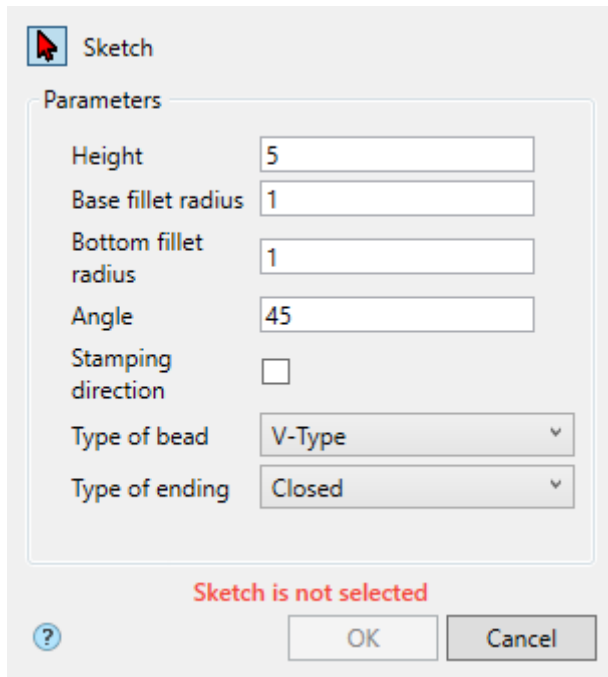 Sketch
Parameters
Height 5
Base fillet radius 1
Bottom fillet
radius 1
Angle 45
Stamping
direction
Type of bead V-Type
Type of ending Closed
Sketch is not selected
? OK Cancel